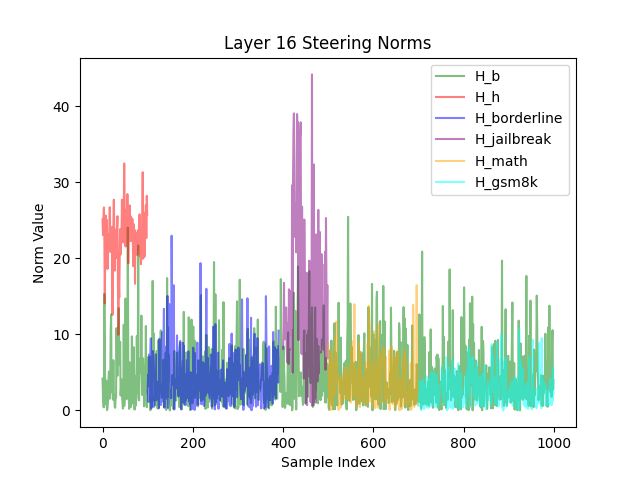 Layer 16 Steering Norms
H_b
H_h
H_borderline
H_jailbreak
H_math
H_gsm8k
Norm Value
40
30
20
10
0
0 200 400 600 800 1000
Sample Index